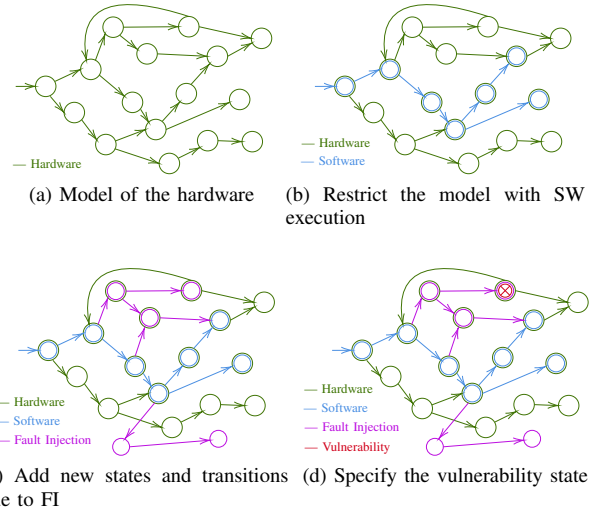 — Hardware
— Hardware
— Software
(a) Model of the hardware
(b) Restrict the model with SW
execution
— Hardware
— Software
— Fault Injection
— Hardware
— Software
— Fault Injection
— Vulnerability
) Add new states and transitions
to FI
(d) Specify the vulnerability state